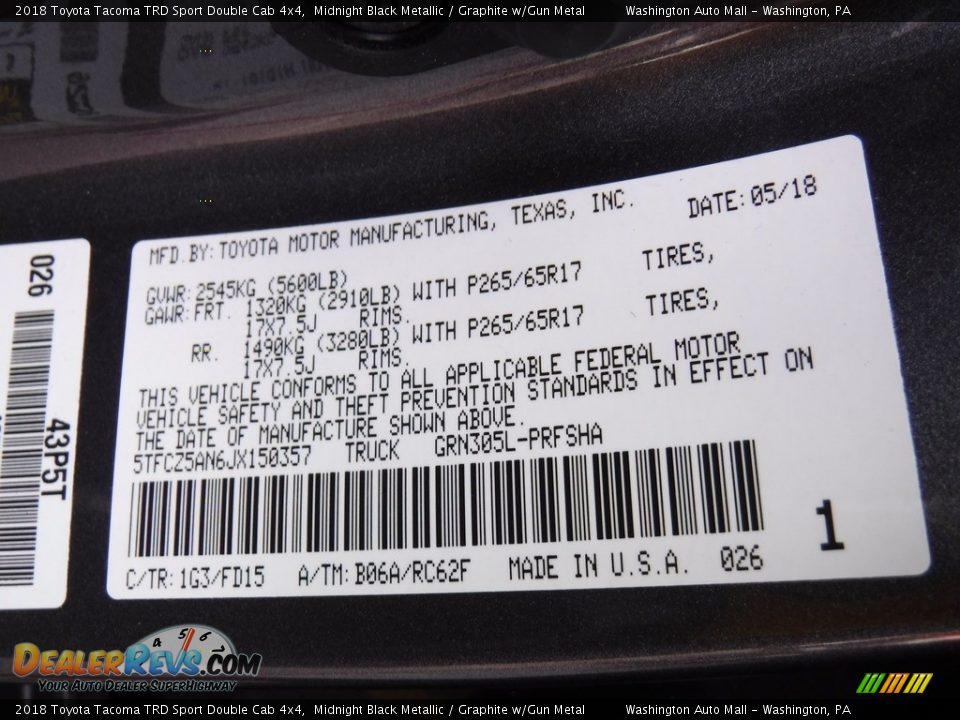 2018 Toyota Tacoma TRD Sport Double Cab 4x4,  Midnight Black Metallic / Graphite w/Gun Metal    Washington Auto Mall - Washington, PA
MFD.BY:TOYOTA MOTOR MANUFACTURING, TEXAS, INC.    DATE:05/18
GVWR:2545KG (5600LB)
GAWR:FRT. 1320KG (2910LB) WITH P265/65R17    TIRES,
17X7.5J    RIMS.
RR.    1490KG (3280LB) WITH P265/65R17    TIRES,
17X7.5J    RIMS.
THIS VEHICLE CONFORMS TO ALL APPLICABLE FEDERAL MOTOR
VEHICLE SAFETY AND THEFT PREVENTION STANDARDS IN EFFECT ON
THE DATE OF MANUFACTURE SHOWN ABOVE.
5TFCZ5AN6JX150357    TRUCK    GRN305L-PRFSHA
1
C/TR:1G3/FD15    A/TM:B06A/RC62F    MADE IN U.S.A.    026
026
43P5T
4 5 6
DEALERREVS.COM
Your Auto Dealer SuperHighway
2018 Toyota Tacoma TRD Sport Double Cab 4x4,  Midnight Black Metallic / Graphite w/Gun Metal    Washington Auto Mall - Washington, PA